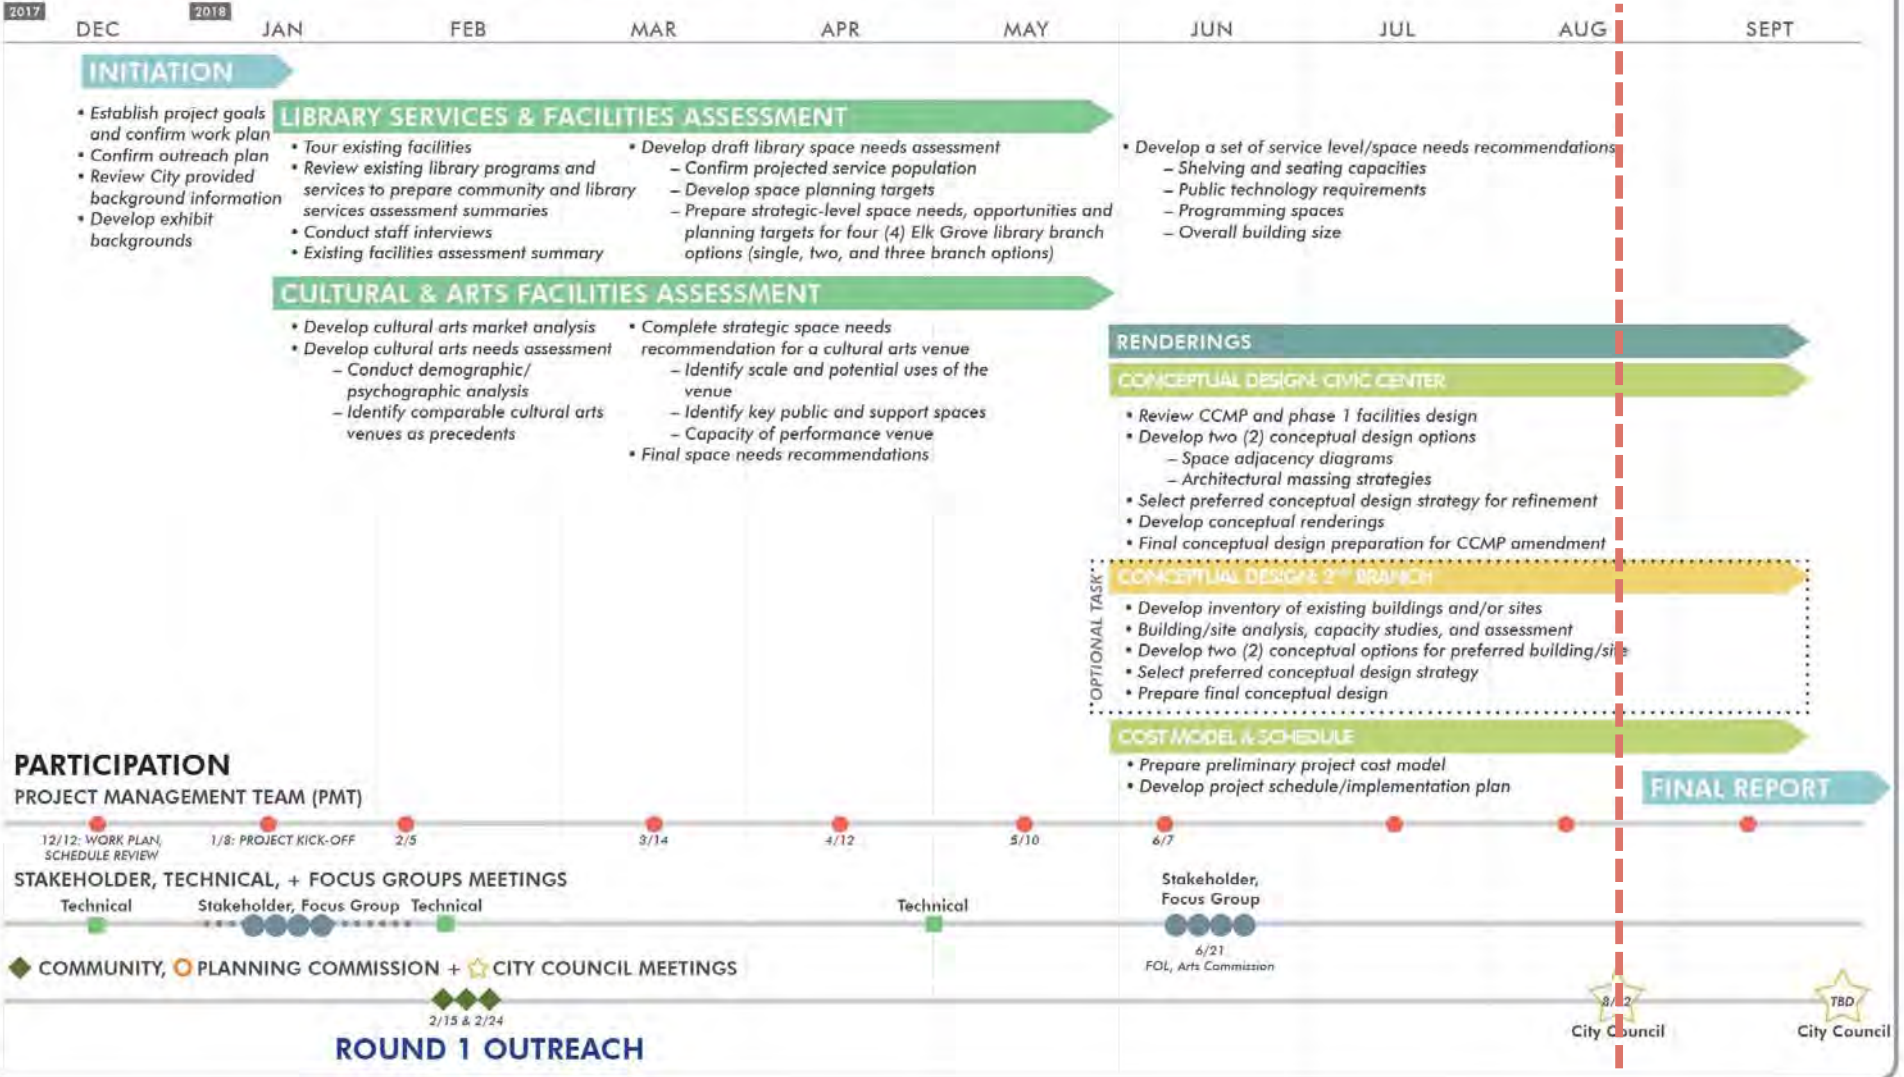 2017
2018
DEC JAN FEB MAR APR MAY JUN JUL AUG SEPT
INITIATION
• Establish project goals
and confirm work plan
• Confirm outreach plan
• Review City provided
background information
• Develop exhibit
backgrounds
LIBRARY SERVICES & FACILITIES ASSESSMENT
• Tour existing facilities
• Review existing library programs and
services to prepare community and library
services assessment summaries
• Conduct staff interviews
• Existing facilities assessment summary
• Develop draft library space needs assessment
– Confirm projected service population
– Develop space planning targets
– Prepare strategic-level space needs, opportunities and
planning targets for four (4) Elk Grove library branch
options (single, two, and three branch options)
• Develop a set of service level/space needs recommendations
– Shelving and seating capacities
– Public technology requirements
– Programming spaces
– Overall building size
CULTURAL & ARTS FACILITIES ASSESSMENT
• Develop cultural arts market analysis
• Develop cultural arts needs assessment
– Conduct demographic/
psychographic analysis
– Identify comparable cultural arts
venues as precedents
• Complete strategic space needs
recommendation for a cultural arts venue
– Identify scale and potential uses of the
venue
– Identify key public and support spaces
– Capacity of performance venue
• Final space needs recommendations
RENDERINGS
CONCEPTUAL DESIGN: CIVIC CENTER
• Review CCMP and phase 1 facilities design
• Develop two (2) conceptual design options
– Space adjacency diagrams
– Architectural massing strategies
• Select preferred conceptual design strategy for refinement
• Develop conceptual renderings
• Final conceptual design preparation for CCMP amendment
OPTIONAL TASK
CONCEPTUAL DESIGN: 2ND BRANCH
• Develop inventory of existing buildings and/or sites
• Building/site analysis, capacity studies, and assessment
• Develop two (2) conceptual options for preferred building/site
• Select preferred conceptual design strategy
• Prepare final conceptual design
COST MODEL & SCHEDULE
• Prepare preliminary project cost model
• Develop project schedule/implementation plan
FINAL REPORT
PARTICIPATION
PROJECT MANAGEMENT TEAM (PMT)
12/12: WORK PLAN,
SCHEDULE REVIEW
1/8: PROJECT KICK-OFF
2/5
3/14
4/12
5/10
6/7
STAKEHOLDER, TECHNICAL, + FOCUS GROUPS MEETINGS
Technical
Stakeholder, Focus Group
Technical
Technical
Stakeholder,
Focus Group
6/21
FOL, Arts Commission
COMMUNITY, PLANNING COMMISSION + CITY COUNCIL MEETINGS
2/15 & 2/24
ROUND 1 OUTREACH
City Council
TBD
City Council